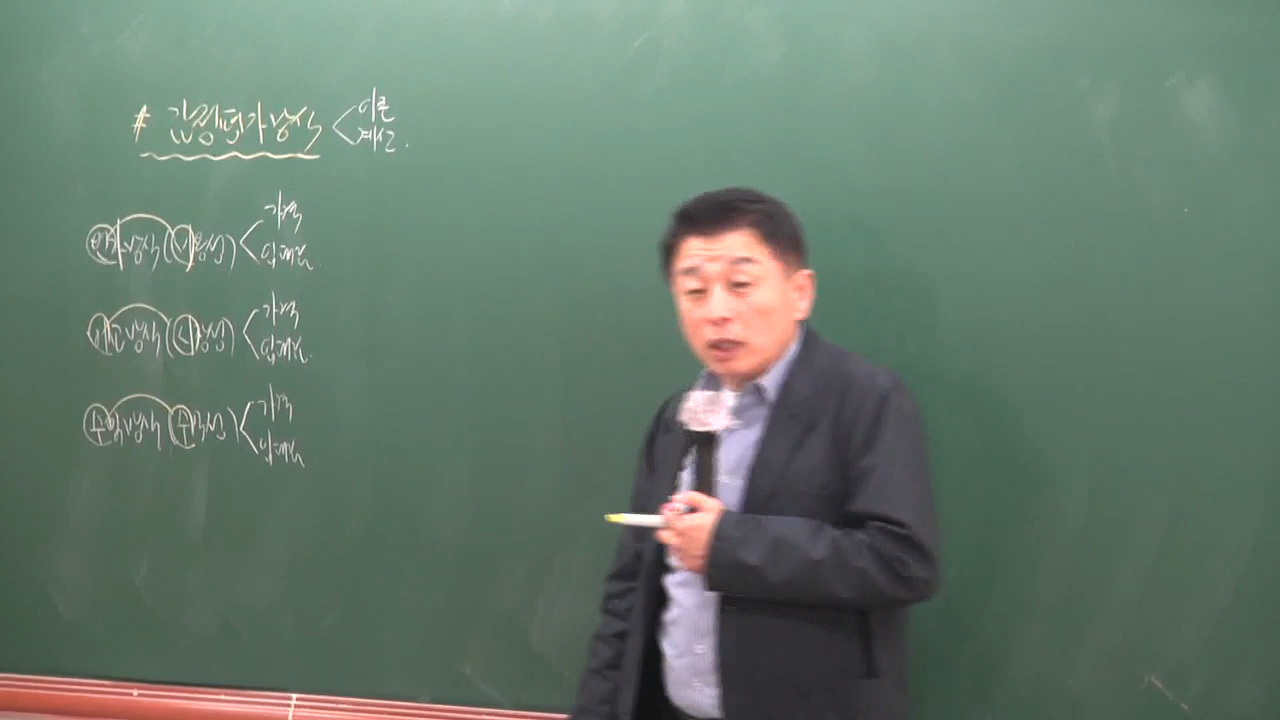 # 감정평가방식 < 이론
계산.
원가방식(비용성) < 가격
임대료
비교방식(시장성) < 가격
임대료
수익방식(수익성) < 가격
임대료